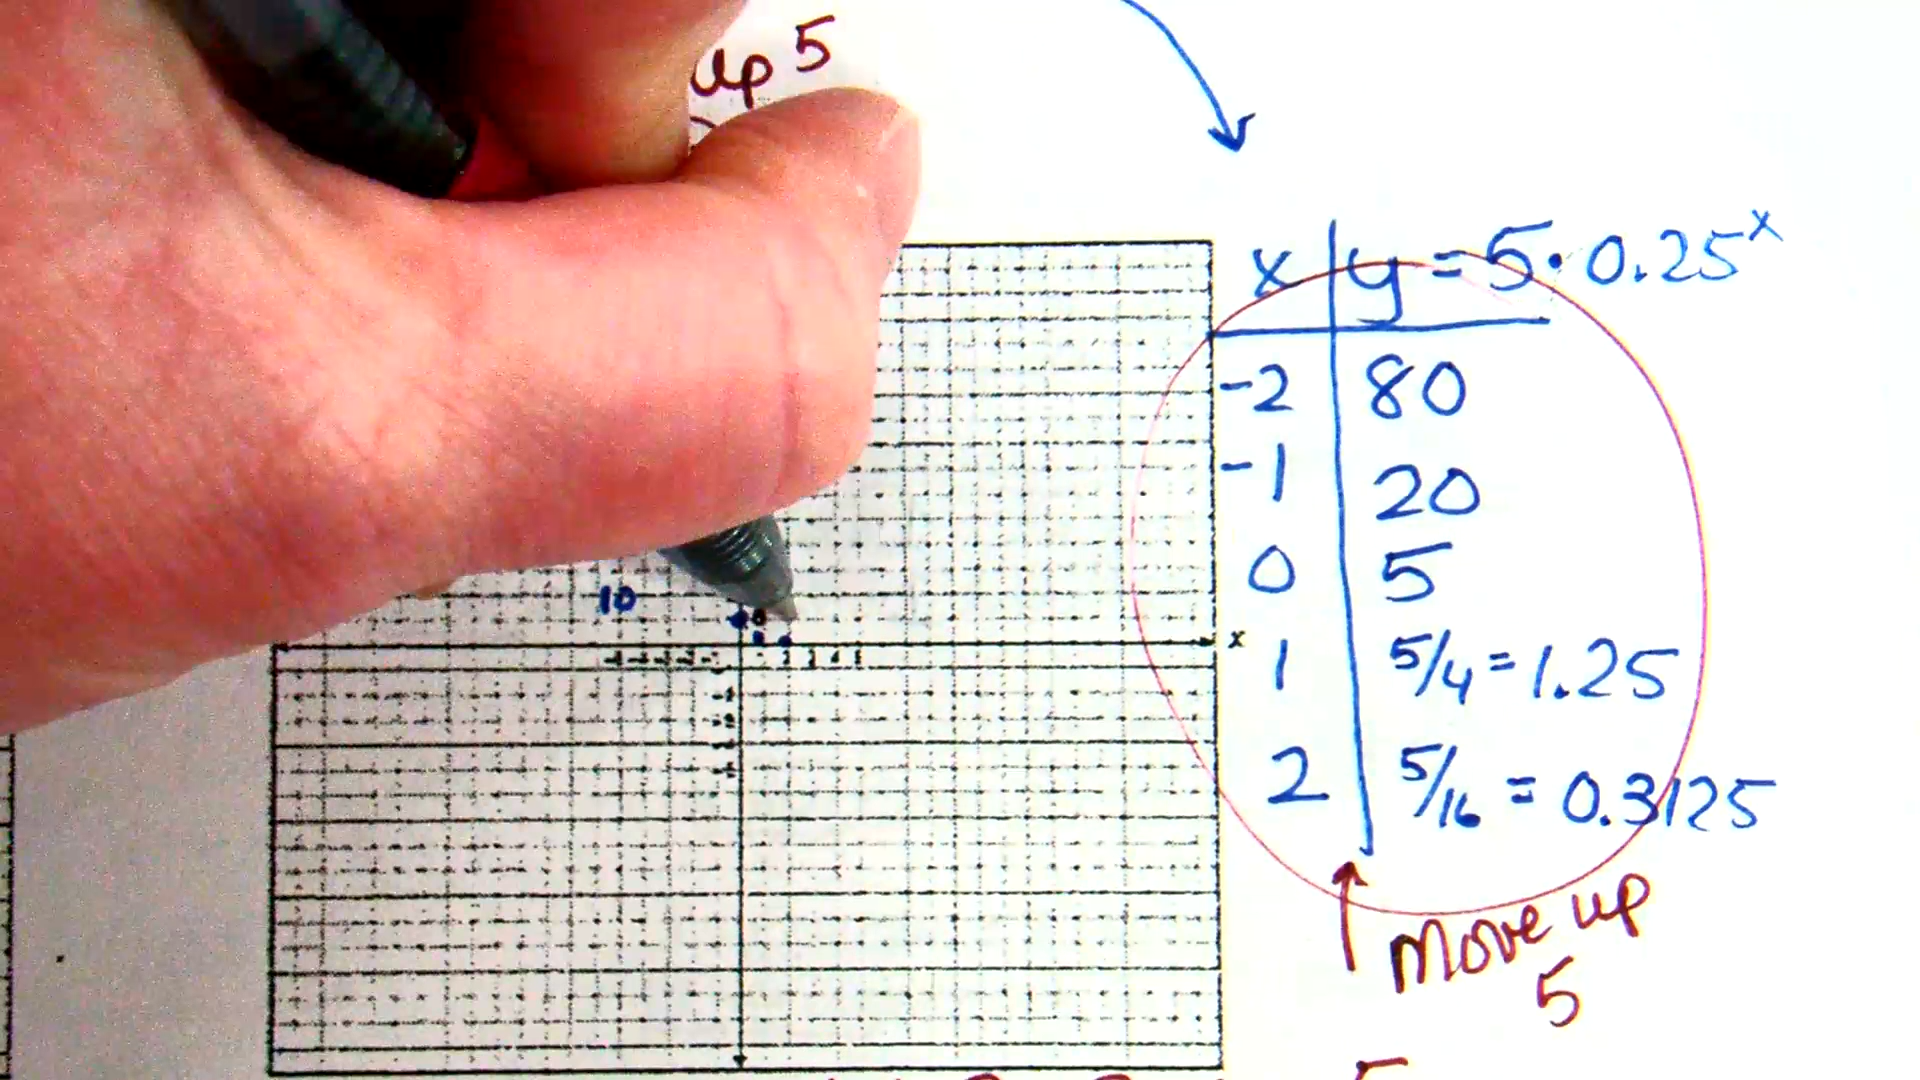 up 5
x y = 5 · 0.25^x
-2 80
-1 20
0 5
1 5/4 = 1.25
2 5/16 = 0.3125
10
x
Move up
5
5